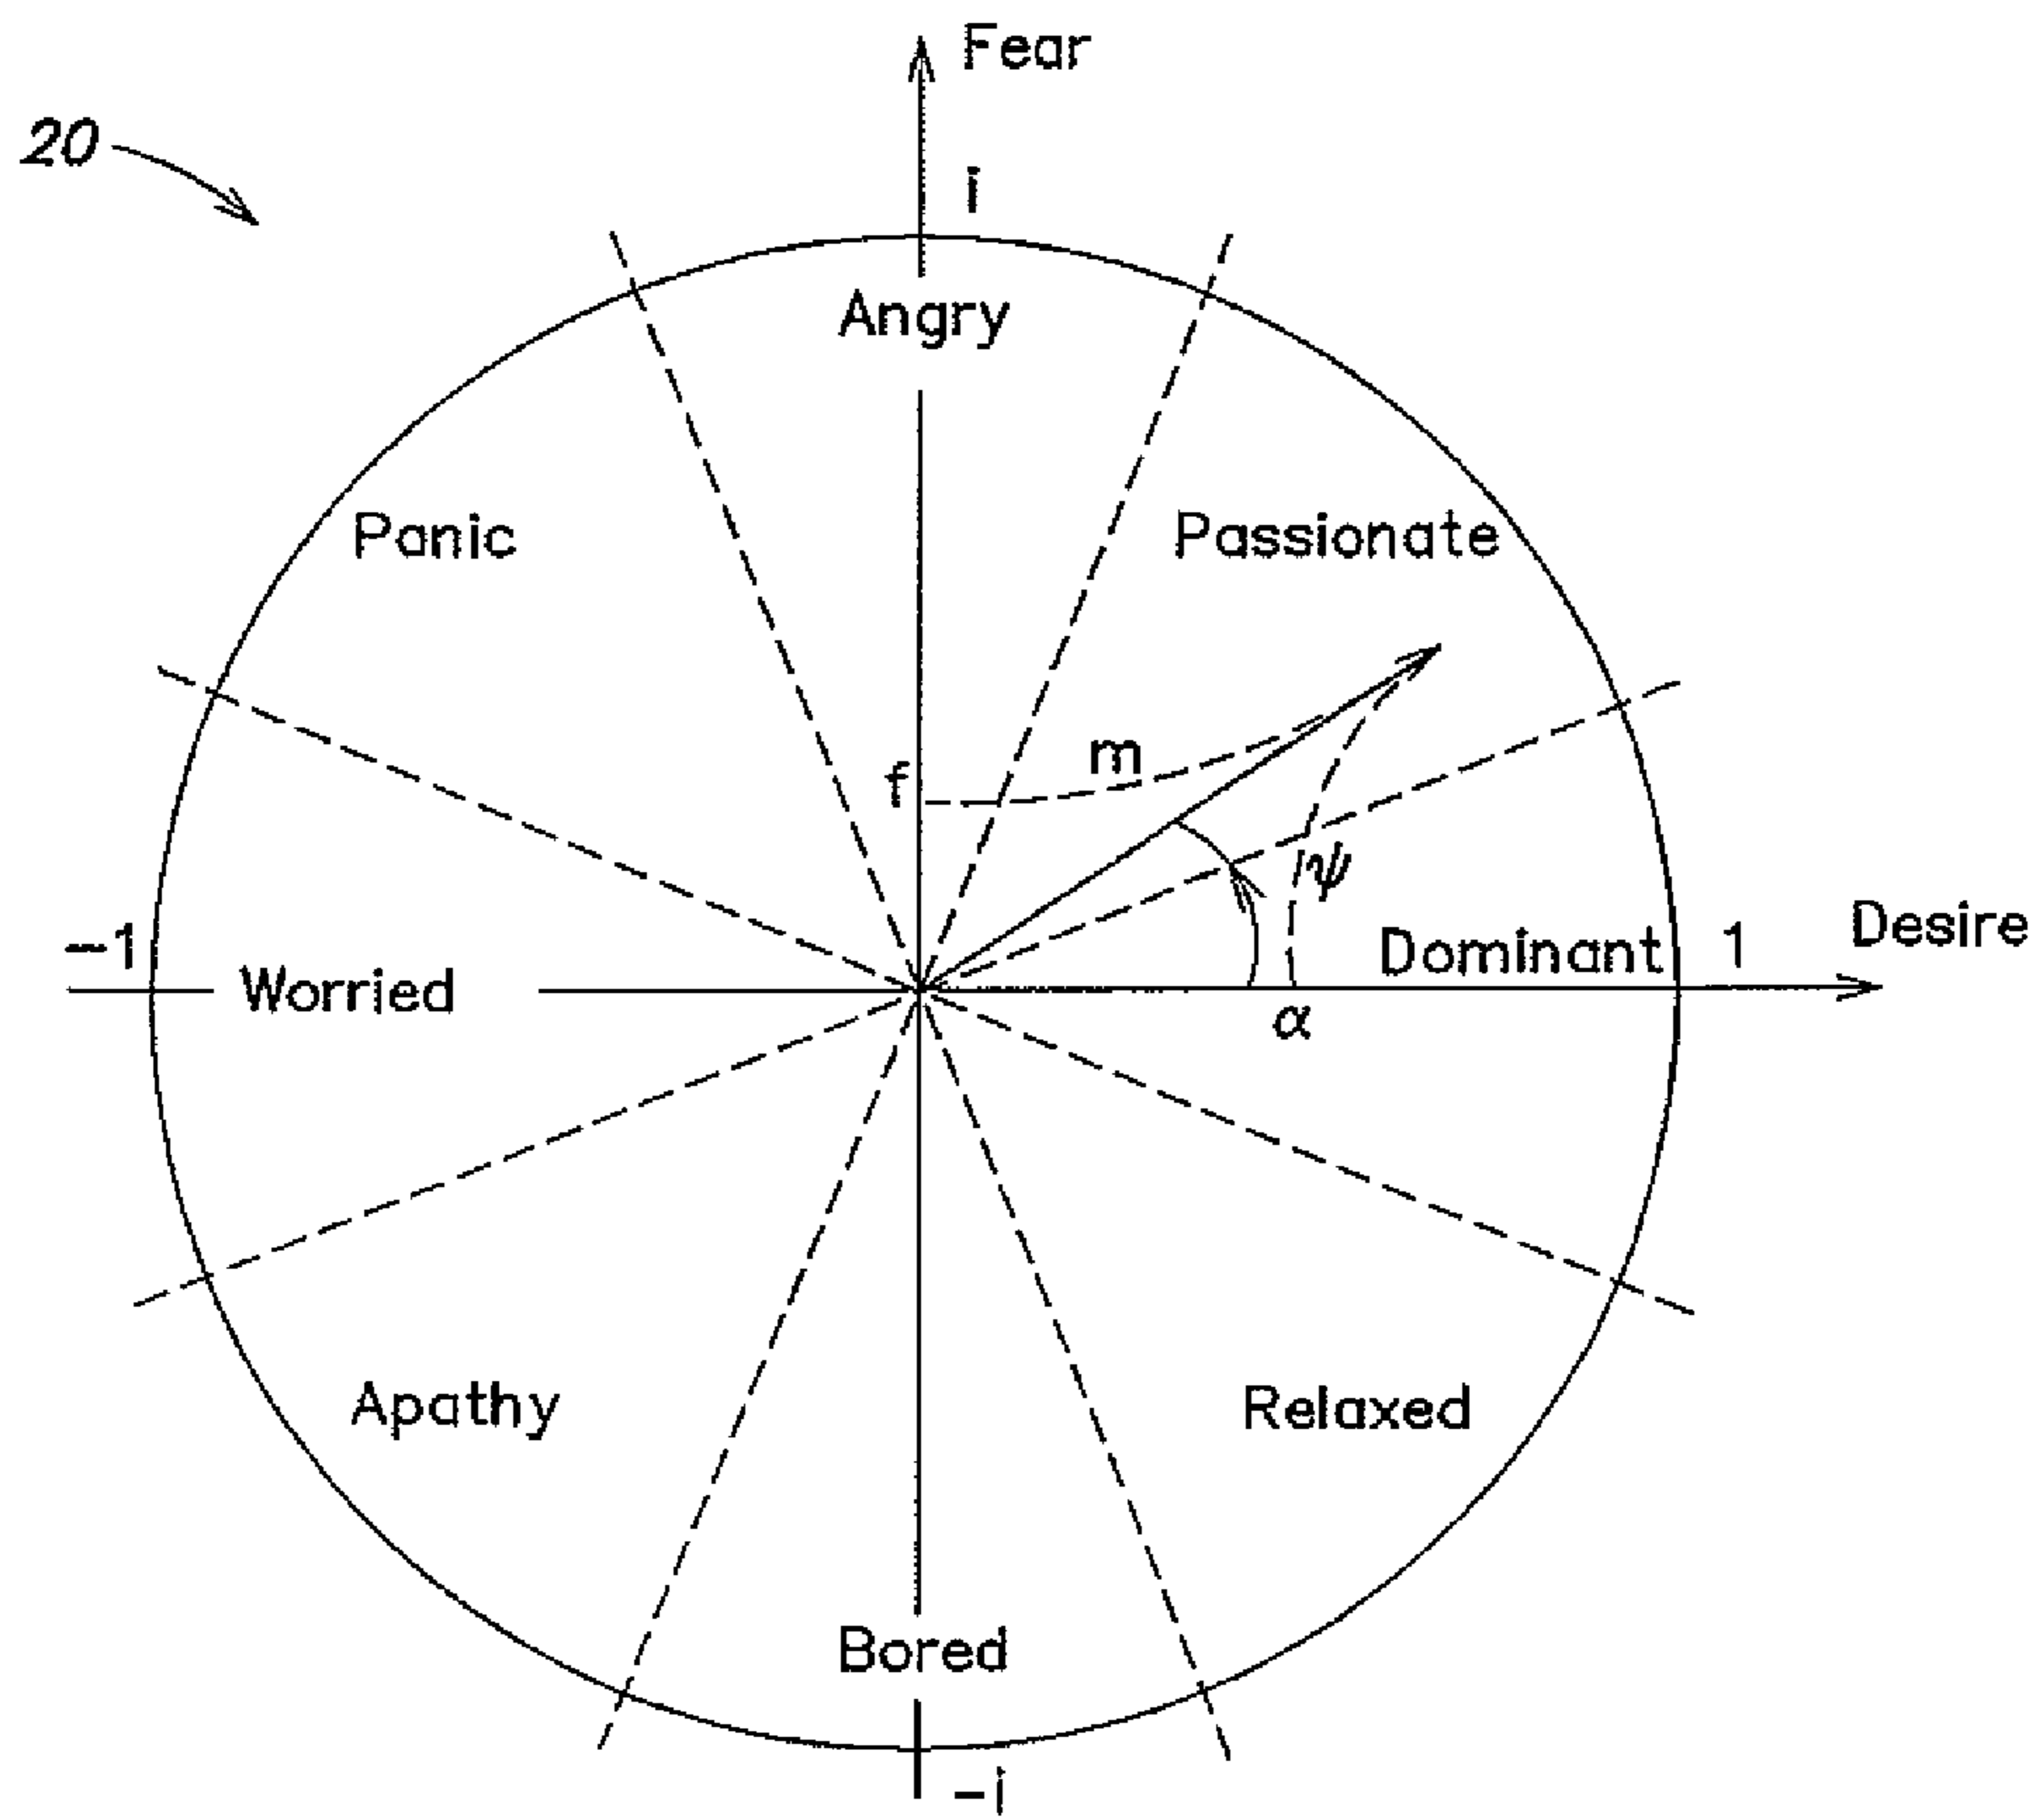 Fear
20
i
Angry
Panic
Passionate
m
f
ψ
-1
Desire
1
Dominant
Worried
α
Apathy
Relaxed
Bored
-i